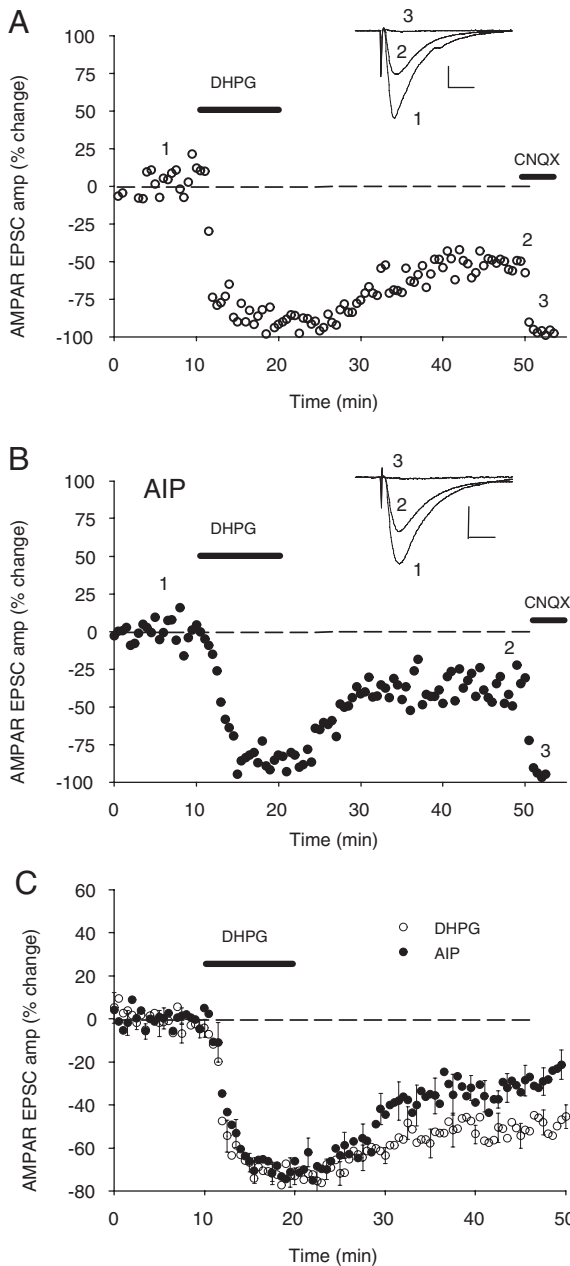 A
AMPAR EPSC amp (% change)
100
75
50
25
0
-25
-50
-75
-100
0 10 20 30 40 50
Time (min)
DHPG
CNQX
1
2
3
3
2
1
B
AIP
AMPAR EPSC amp (% change)
100
75
50
25
0
-25
-50
-75
-100
0 10 20 30 40 50
Time (min)
DHPG
CNQX
1
2
3
3
2
1
C
AMPAR EPSC amp (% change)
60
40
20
0
-20
-40
-60
-80
0 10 20 30 40 50
Time (min)
DHPG
DHPG
AIP